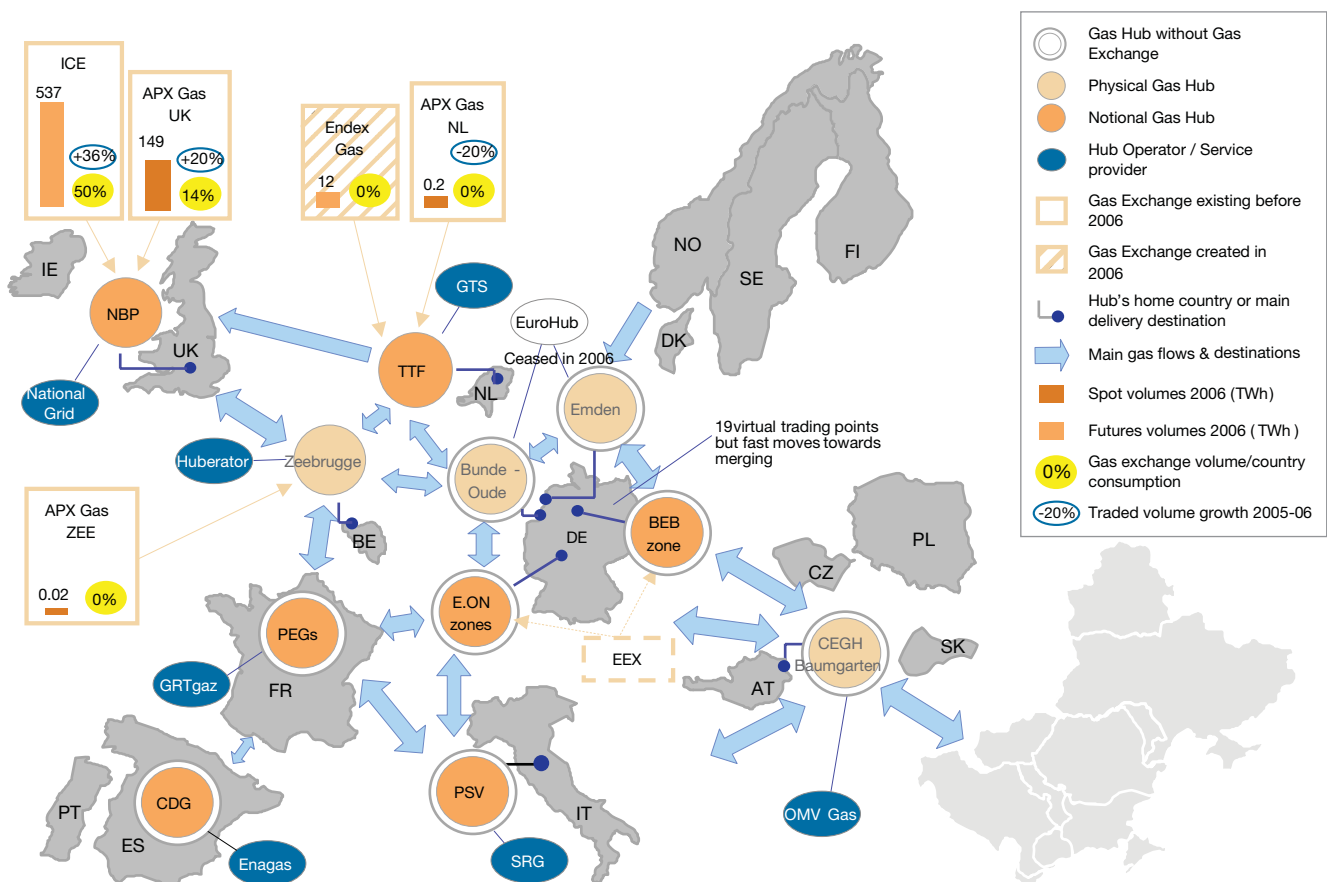 ICE
537
+36%
50%
APX Gas
UK
149
+20%
14%
Endex
Gas
12
0%
APX Gas
NL
-20%
0.2
0%
Gas Hub without Gas
Exchange
Physical Gas Hub
Notional Gas Hub
Hub Operator / Service
provider
Gas Exchange existing before
2006
Gas Exchange created in
2006
Hub's home country or main
delivery destination
Main gas flows & destinations
Spot volumes 2006 (TWh)
Futures volumes 2006 ( TWh )
0%
Gas exchange volume/country
consumption
-20%
Traded volume growth 2005-06
IE
NBP
UK
National
Grid
GTS
TTF
NL
EuroHub
Ceased in 2006
Emden
NO
SE
FI
DK
19 virtual trading points
but fast moves towards
merging
Huberator
Zeebrugge
Bunde -
Oude
APX Gas
ZEE
0.02
0%
BE
DE
BEB
zone
PL
CZ
PEGs
E.ON
zones
EEX
CEGH
Baumgarten
SK
AT
GRTgaz
FR
PT
CDG
ES
Enagas
PSV
IT
SRG
OMV Gas